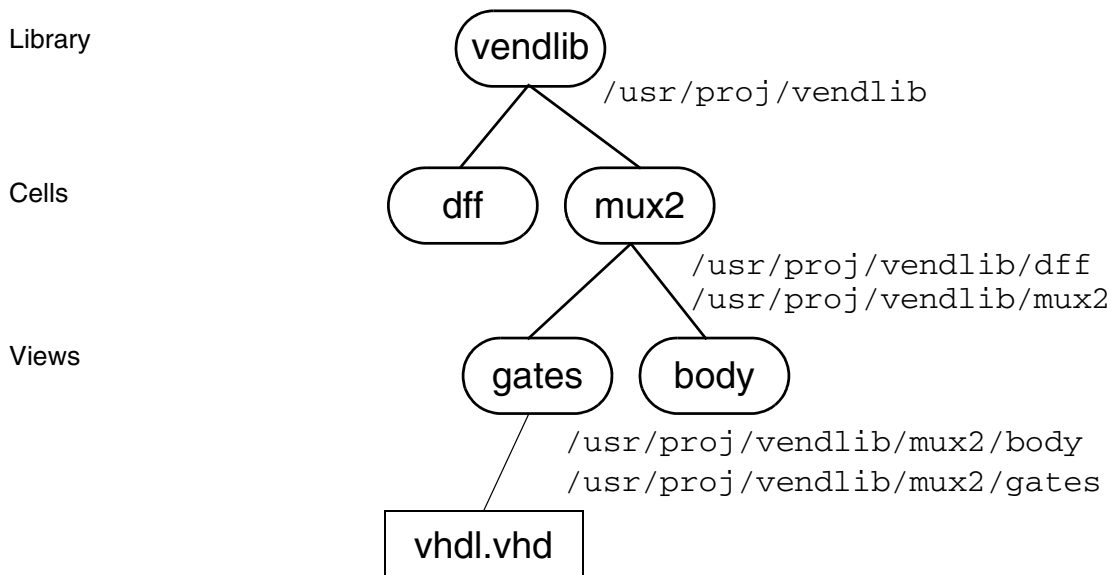 Library
vendlib
/usr/proj/vendlib
Cells
dff
mux2
/usr/proj/vendlib/dff
/usr/proj/vendlib/mux2
Views
gates
body
/usr/proj/vendlib/mux2/body
/usr/proj/vendlib/mux2/gates
vhdl.vhd